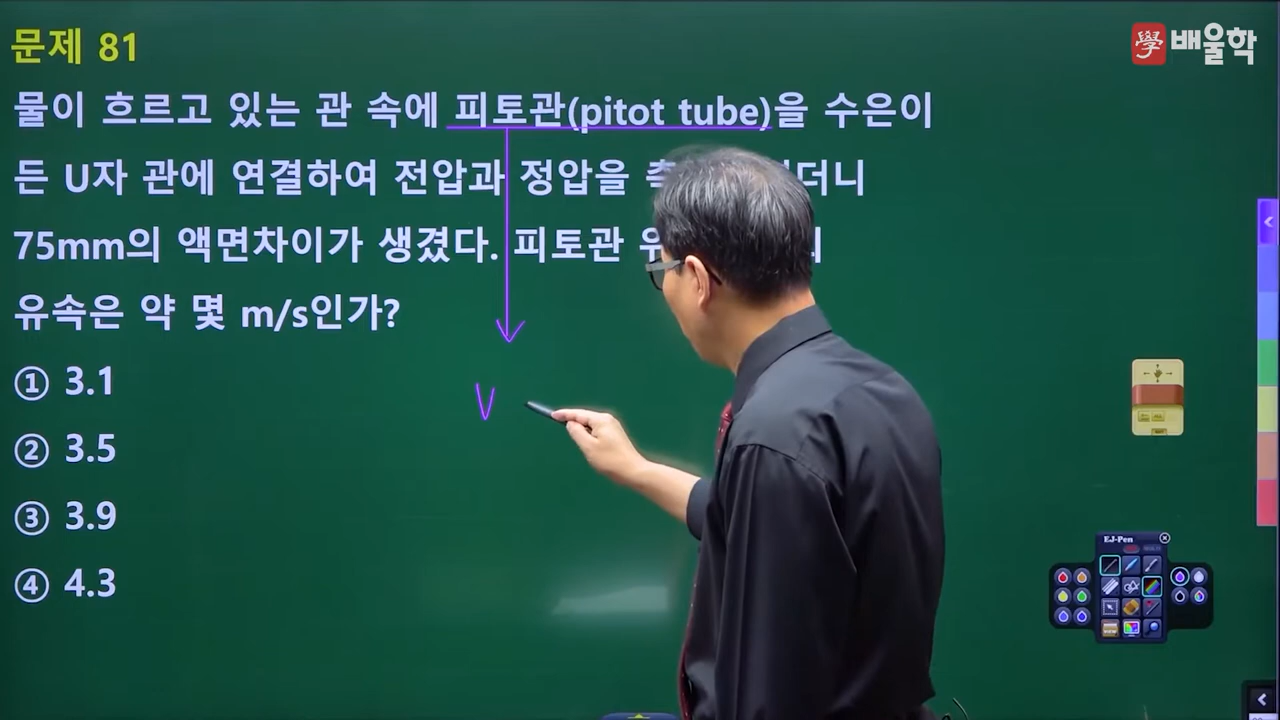 문제 81
學 배울학
물이 흐르고 있는 관 속에 피토관(pitot tube)을 수은이
든 U자 관에 연결하여 전압과 정압을 더니
75mm의 액면차이가 생겼다. 피토관
유속은 약 몇 m/s인가?
① 3.1
② 3.5
③ 3.9
④ 4.3
V
EJ-Pen